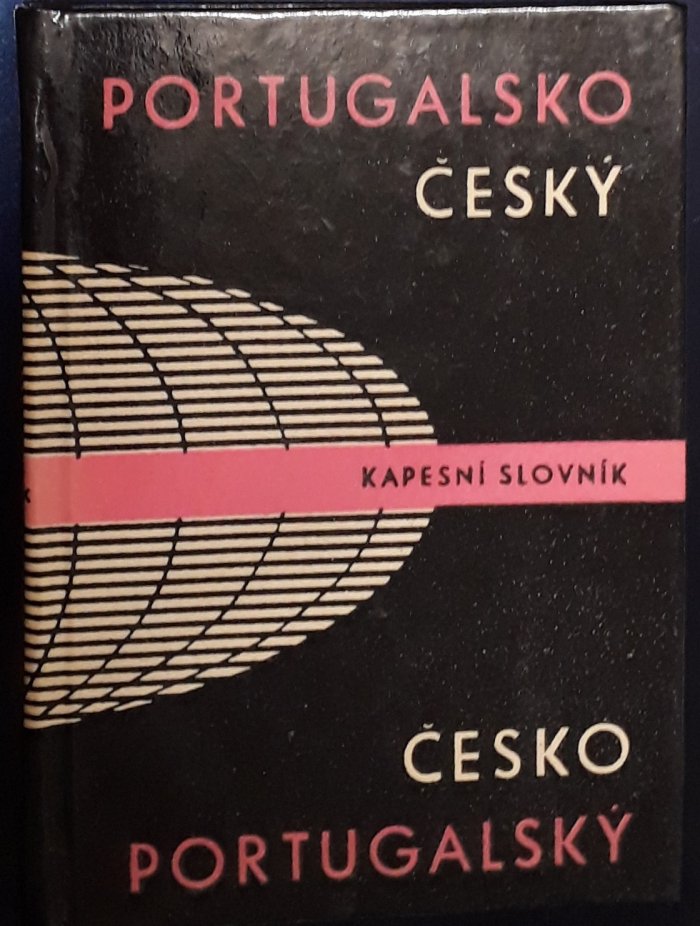 PORTUGALSKO
ČESKÝ
KAPESNÍ SLOVNÍK
ČESKO
PORTUGALSKÝ